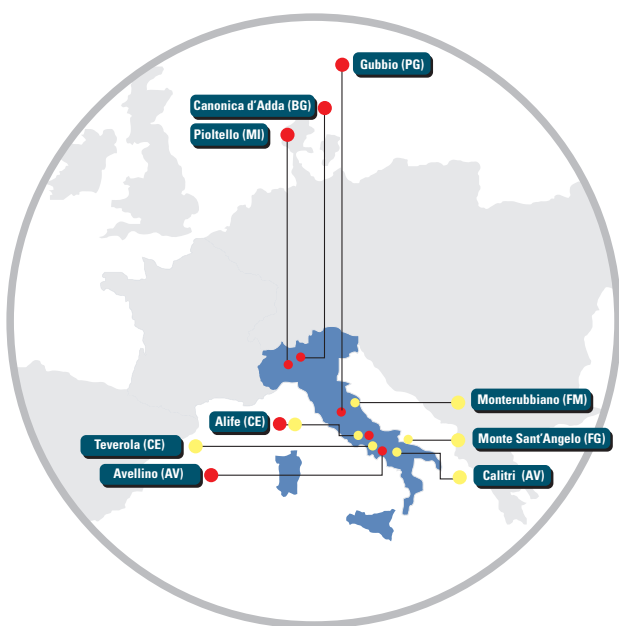 Gubbio (PG)
Canonica d'Adda (BG)
Pioltello (MI)
Monterubbiano (FM)
Alife (CE)
Monte Sant'Angelo (FG)
Teverola (CE)
Avellino (AV)
Calitri (AV)